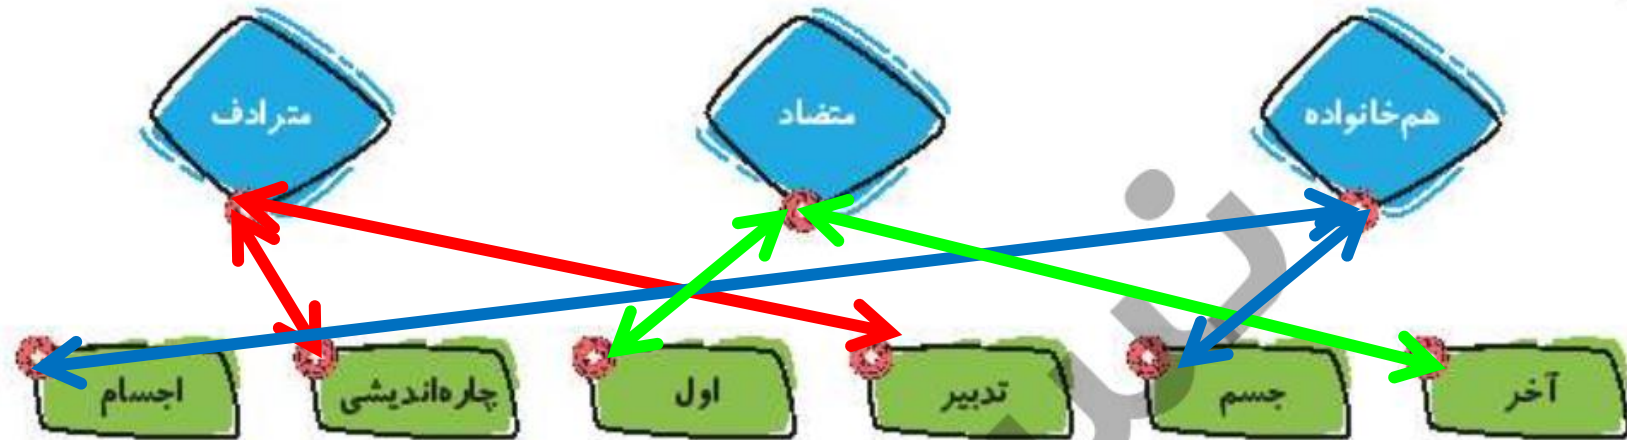 هم‌خانواده
متضاد
مترادف
آخر
جسم
تدبیر
اول
چاره‌اندیشی
اجسام